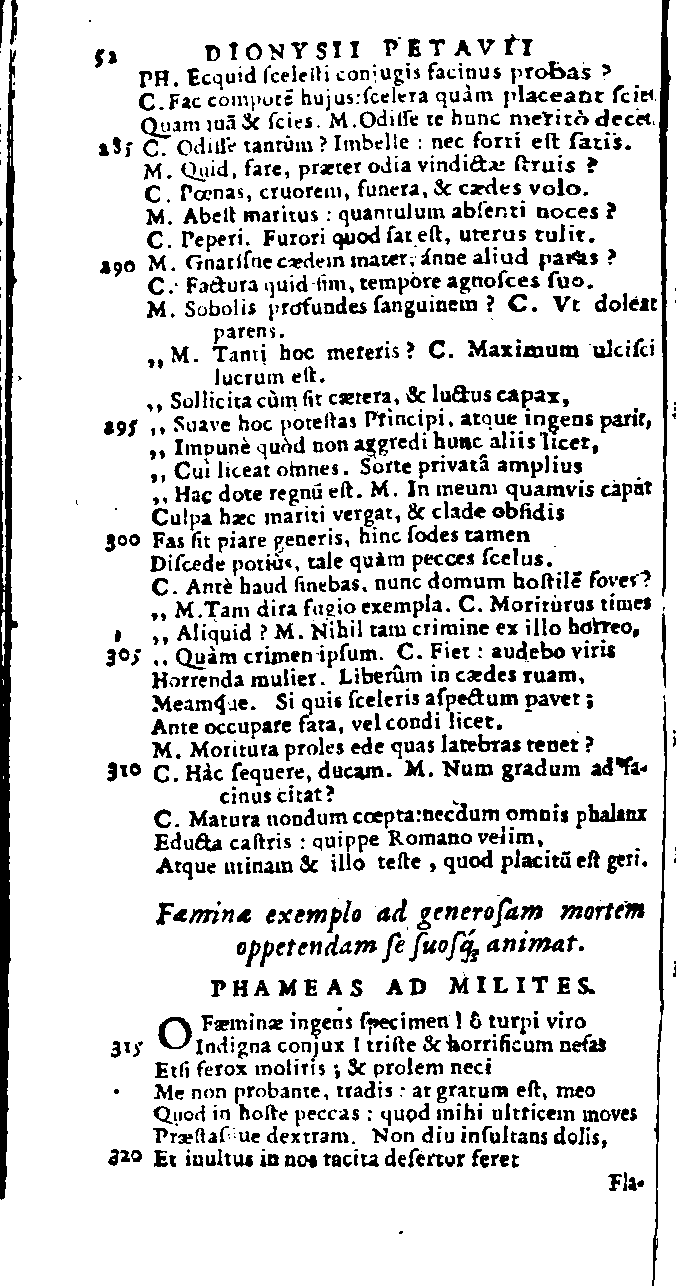 52 DIONYSII PETAVII
PH. Ecquid ſceleſti conjugis facinus probas ?
C. Fac compotē hujus: ſcelera quàm placeant ſciet
Quam ſuā & ſcies. M. Odiſſe te hunc meritò decet.
285 C. Odiſſe tantùm ? Imbelle : nec forti eſt ſatis.
M. Quid, fare, præter odia vindictæ ſtruis ?
C. Pœnas, cruorem, funera, & cædes volo.
M. Abeſt maritus : quantulum abſenti noces ?
C. Peperi. Furori quod ſat eſt, uterus tulit.
290 M. Gnatiſne cædem mater, ánne aliud paras ?
C. Factura quid ſim, tempore agnoſces ſuo.
M. Sobolis profundes ſanguinem ? C. Vt doleat
parens.
,, M. Tanti hoc meteris ? C. Maximum ulciſci
lucrum eſt.
,, Sollicita cùm ſit cætera, & luctus capax,
295 ,, Suave hoc poteſtas Principi, atque ingens parit,
,, Impunè quòd non aggredi hunc aliis licet,
,, Cui liceat omnes. Sorte privatâ amplius
,, Hac dote regnū eſt. M. In meum quamvis caput
Culpa hæc mariti vergat, & clade obſidis
300 Fas ſit piare generis, hinc ſodes tamen
Diſcede potiùs, tale quàm pecces ſcelus.
C. Antè haud ſinebas, nunc domum hoſtilē foves ?
,, M. Tam dira fugio exempla. C. Moriturus times
,, Aliquid ? M. Nihil tam crimine ex illo horreo,
305 ,, Quàm crimen ipſum. C. Fiet : audebo viris
Horrenda mulier. Liberûm in cædes ruam,
Meamque. Si quis ſceleris aſpectum pavet ;
Ante occupare fata, vel condi licet.
M. Moritura proles ede quas latebras tenet ?
310 C. Hâc ſequere, ducam. M. Num gradum ad fa-
cinus citat ?
C. Matura nondum cœpta: necdum omnis phalanx
Educta caſtris : quippe Romano velim,
Atque utinam & illo teſte , quod placitū eſt geri.
Fæminæ exemplo ad generoſam mortem
oppetendam ſe ſuoſq́; animat.
PHAMEAS AD MILITES.
O Fæminæ ingens ſpecimen ! ô turpi viro
315 Indigna conjux ! triſte & horrificum nefas
Etſi ferox moliris ; & prolem neci
Me non probante, tradis : at gratum eſt, meo
Quod in hoſte peccas : quod mihi ultricem moves
Præſtaſque dextram. Non diu inſultans dolis,
320 Et inultus in nos tacita deſertor feret
Fla-